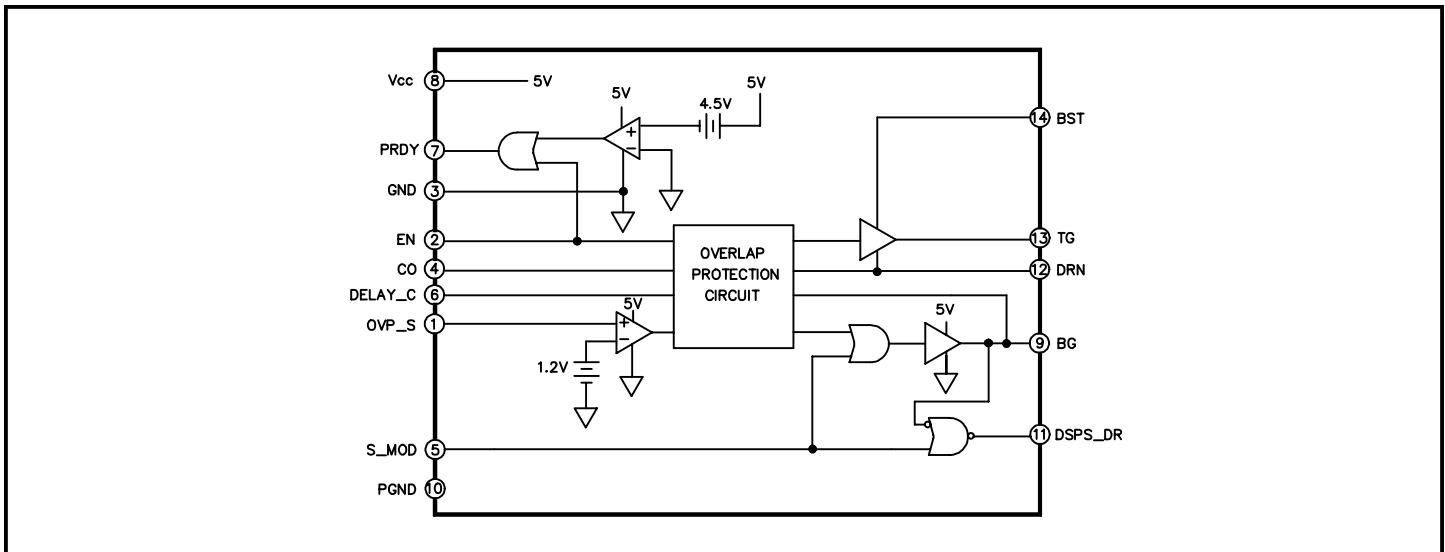 Vcc 8 5V
5V 4.5V 5V
14 BST
PRDY 7
+
−
GND 3
EN 2
13 TG
OVERLAP
PROTECTION
CIRCUIT
CO 4
12 DRN
DELAY_C 6
5V
5V
OVP_S 1
+
−
9 BG
1.2V
11 DSPS_DR
S_MOD 5
PGND 10